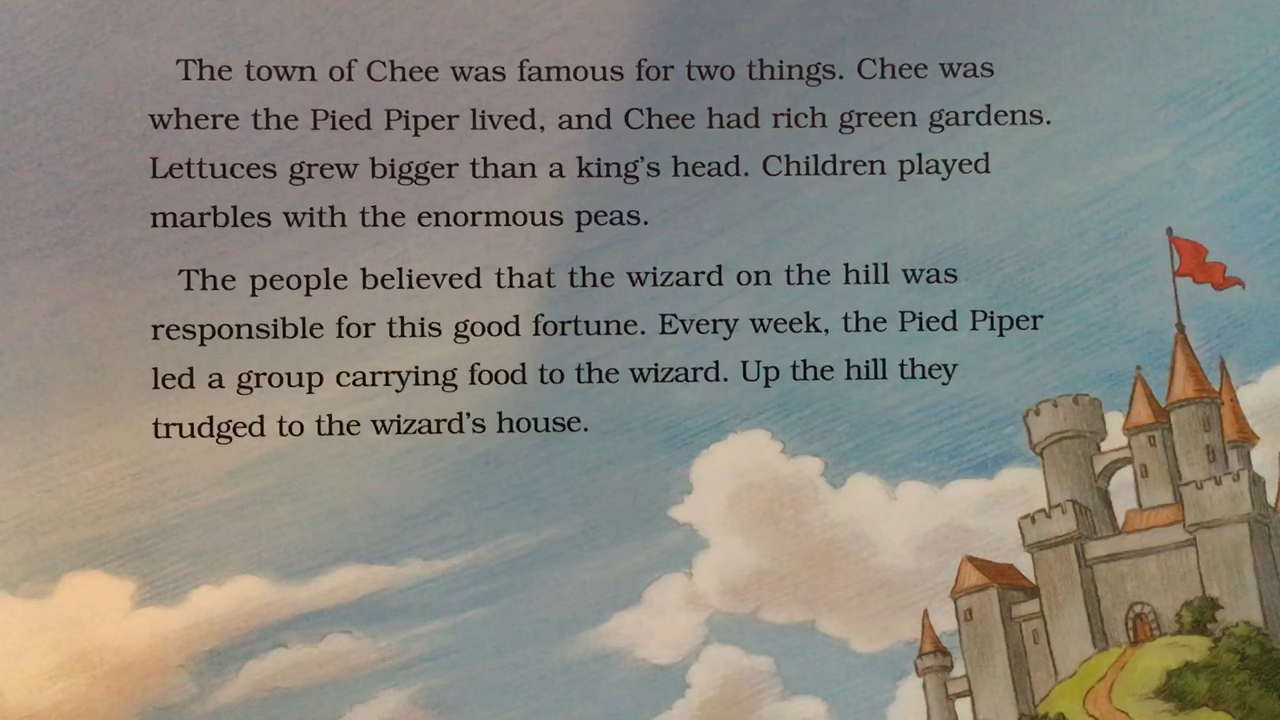 The town of Chee was famous for two things. Chee was
where the Pied Piper lived, and Chee had rich green gardens.
Lettuces grew bigger than a king's head. Children played
marbles with the enormous peas.
The people believed that the wizard on the hill was
responsible for this good fortune. Every week, the Pied Piper
led a group carrying food to the wizard. Up the hill they
trudged to the wizard's house.